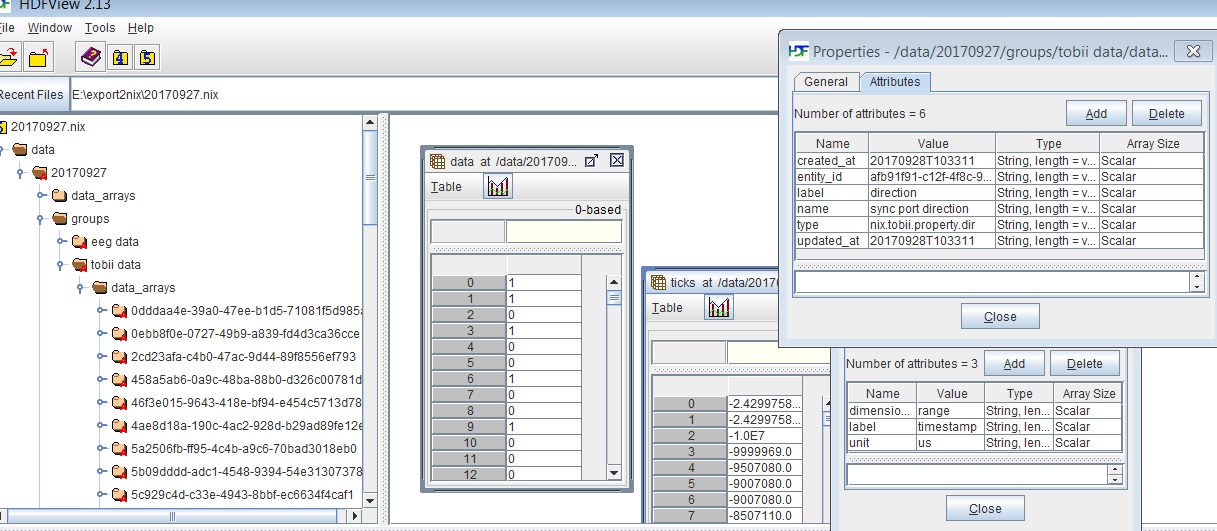 HDFView 2.13
File Window Tools Help
4 5
Recent Files E:\export2nix\20170927.nix
20170927.nix
data
20170927
data_arrays
groups
eeg data
tobii data
data_arrays
0dddaa4e-39a0-47ee-b1d5-71081f5d985a
0ebb8f0e-0727-49b9-a839-fd4d3ca36cce
2cd23afa-c4b0-47ac-9d44-89f8556ef793
458a5ab6-0a9c-48ba-88b0-d326c00781d
46f3e015-9643-418e-bf94-e454c5713d78
4ae8d18a-190c-4ac2-928d-b29ad89fe12e
5a2506fb-ff95-4c4b-a9c6-70bad3018eb0
5b09dddd-adc1-4548-9394-54e31307378
5c929c4d-c33e-4943-8bbf-ec6634f4caf1
data at /data/201709...
Table
0-based
0 1
1 1
2 0
3 1
4 0
5 0
6 1
7 0
8 0
9 1
10 0
11 0
12 0
ticks at /data/20170
Table
0 -2.4299758...
1 -2.4299758...
2 -1.0E7
3 -9999969.0
4 -9507080.0
5 -9007080.0
6 -9007080.0
7 -8507110.0
HDF Properties - /data/20170927/groups/tobii data/data...
General Attributes
Number of attributes = 6 Add Delete
Name Value Type Array Size
created_at 20170928T103311 String, length = v... Scalar
entity_id afb91f91-c12f-4f8c-9... String, length = v... Scalar
label direction String, length = v... Scalar
name sync port direction String, length = v... Scalar
type nix.tobii.property.dir String, length = v... Scalar
updated_at 20170928T103311 String, length = v... Scalar
Close
Number of attributes = 3 Add Delete
Name Value Type Array Size
dimensio... range String, len... Scalar
label timestamp String, len... Scalar
unit us String, len... Scalar
Close